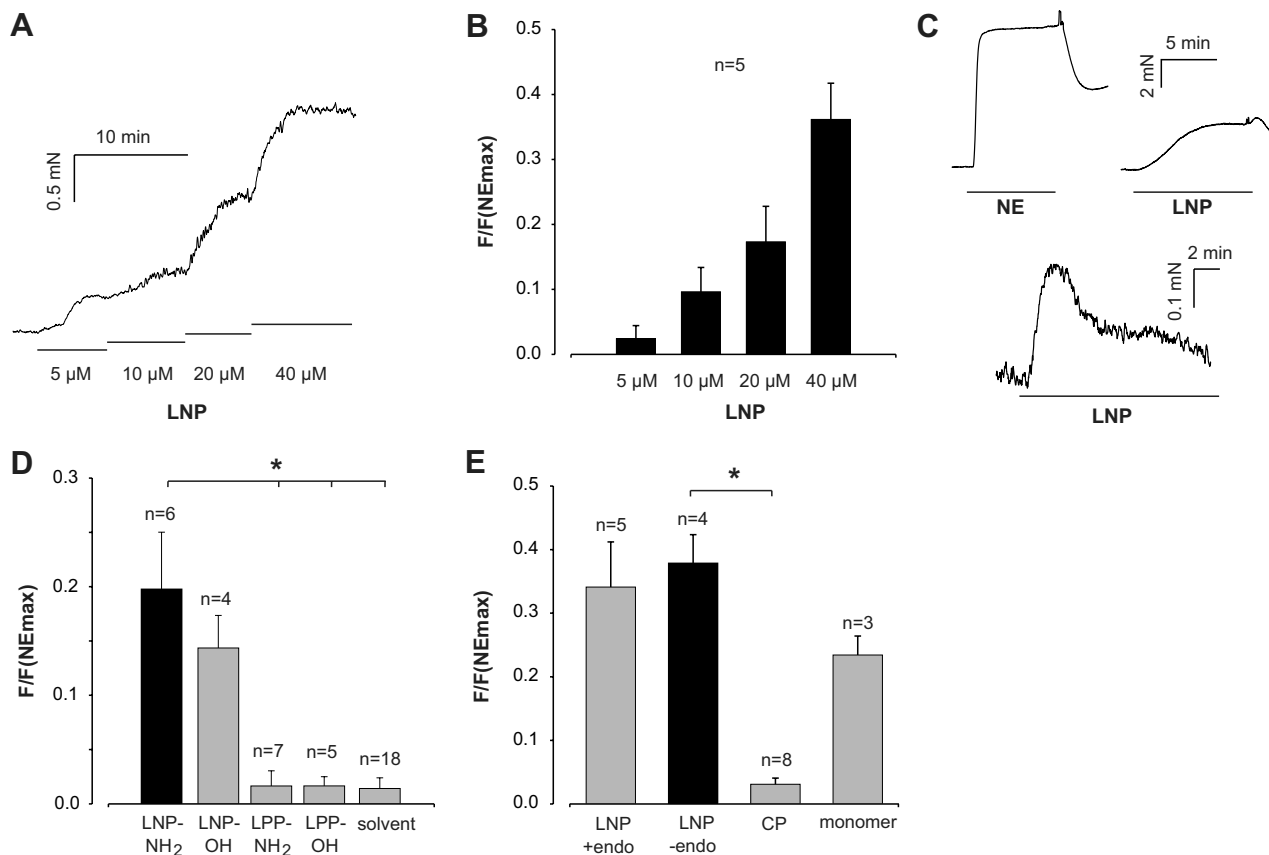 A
10 min
0.5 mN
5 µM 10 µM 20 µM 40 µM
LNP
B
0.5
0.4
0.3
0.2
0.1
0.0
F/F(NEmax)
n=5
5 µM 10 µM 20 µM 40 µM
LNP
C
5 min
2 mN
NE
LNP
2 min
0.1 mN
LNP
D
0.3
0.2
0.1
0.0
F/F(NEmax)
*
n=6
n=4
n=7
n=5
n=18
LNP- LNP- LPP- LPP- solvent
NH2 OH NH2 OH
E
0.5
0.4
0.3
0.2
0.1
0.0
F/F(NEmax)
*
n=5
n=4
n=8
n=3
LNP LNP CP monomer
+endo -endo